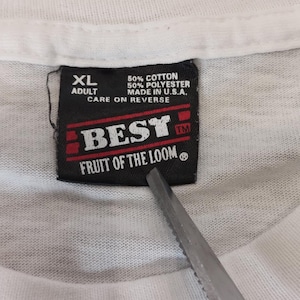 XL
ADULT
50% COTTON
50% POLYESTER
MADE IN U.S.A.
CARE ON REVERSE
BEST TM
FRUIT OF THE LOOM ®